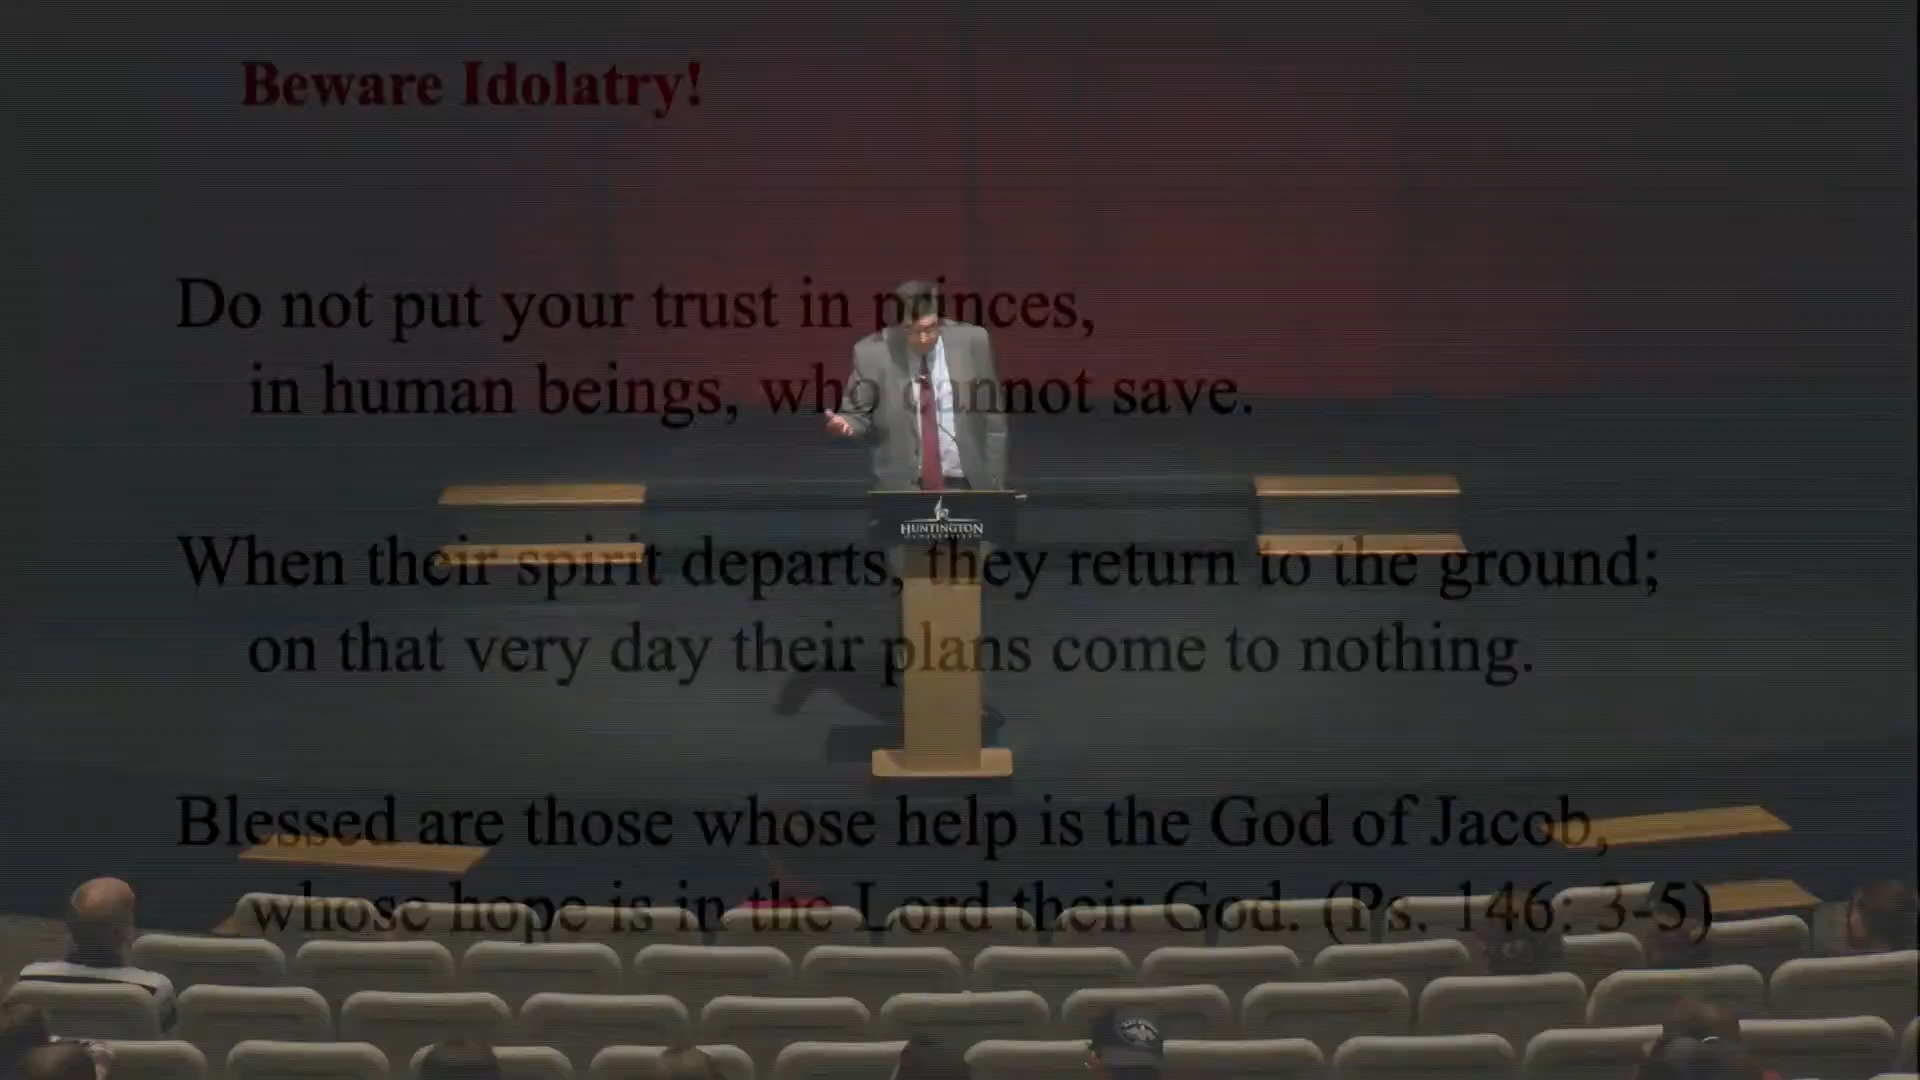 Beware Idolatry!
Do not put your trust in princes,
in human beings, who cannot save.
HUNTINGTON
When their spirit departs, they return to the ground;
on that very day their plans come to nothing.
Blessed are those whose help is the God of Jacob,
whose hope is in the Lord their God. (Ps. 146: 3-5)